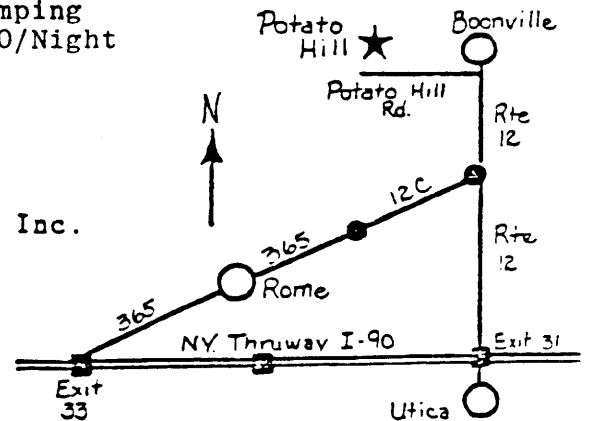 mping
0/Night
Potato
Hill
Boonville
Potato Hill
Rd.
Rte
12
N
12C
Inc.
365
Rte
12
Rome
365
NY. Thruway I-90
Exit 31
Exit
33
Utica